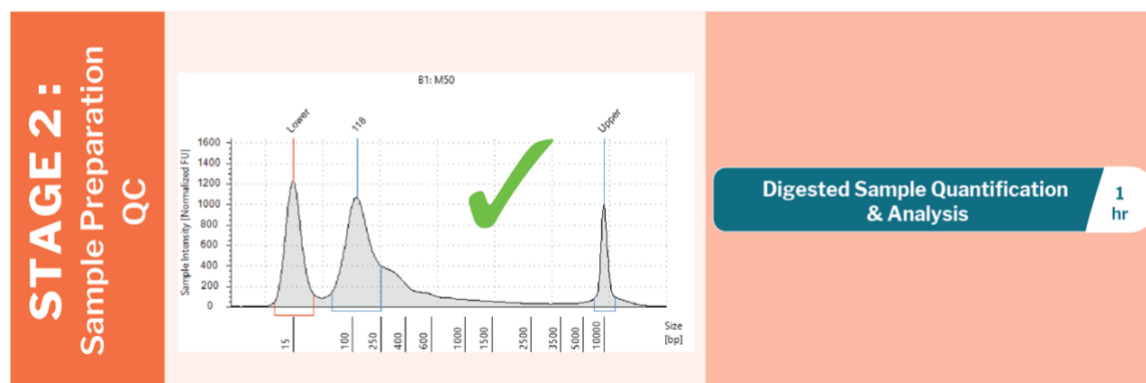 STAGE 2:
Sample Preparation
QC
B1: M50
Lower
118
Upper
Sample Intensity [Normalized FU]
1600
1400
1200
1000
800
600
400
200
0
15
100
250
400
600
1000
1500
2500
3500
5000
10000
Size
[bp]
Digested Sample Quantification
& Analysis
1
hr